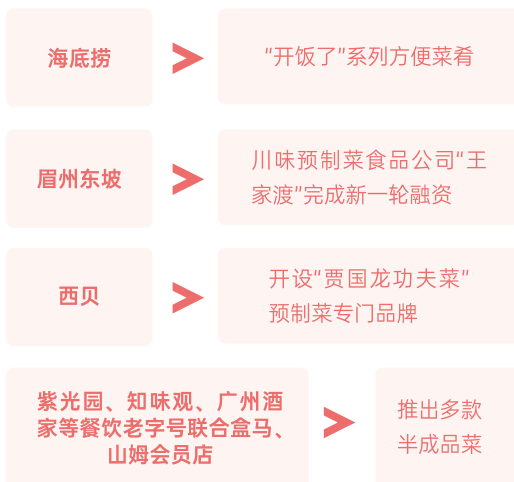 海底捞
“开饭了”系列方便菜肴
眉州东坡
川味预制菜食品公司“王
家渡”完成新一轮融资
西贝
开设“贾国龙功夫菜”
预制菜专门品牌
紫光园、知味观、广州酒
家等餐饮老字号联合盒马、
山姆会员店
推出多款
半成品菜